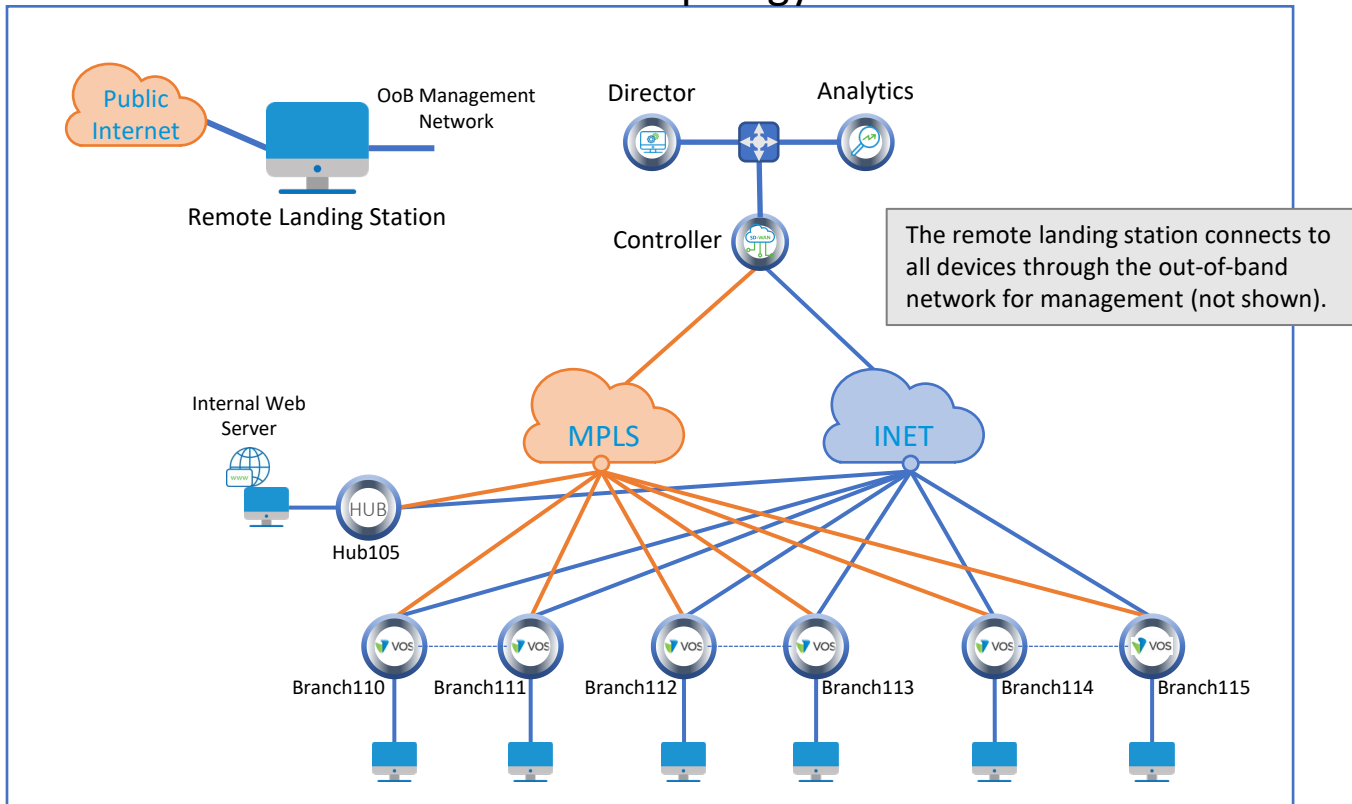 Public
Internet
OoB Management
Network
Remote Landing Station
Director
Analytics
Controller
3D-WAN
The remote landing station connects to
all devices through the out-of-band
network for management (not shown).
Internal Web
Server
www
HUB
Hub105
MPLS
INET
VOS
VOS
VOS
VOS
VOS
VOS
Branch110
Branch111
Branch112
Branch113
Branch114
Branch115